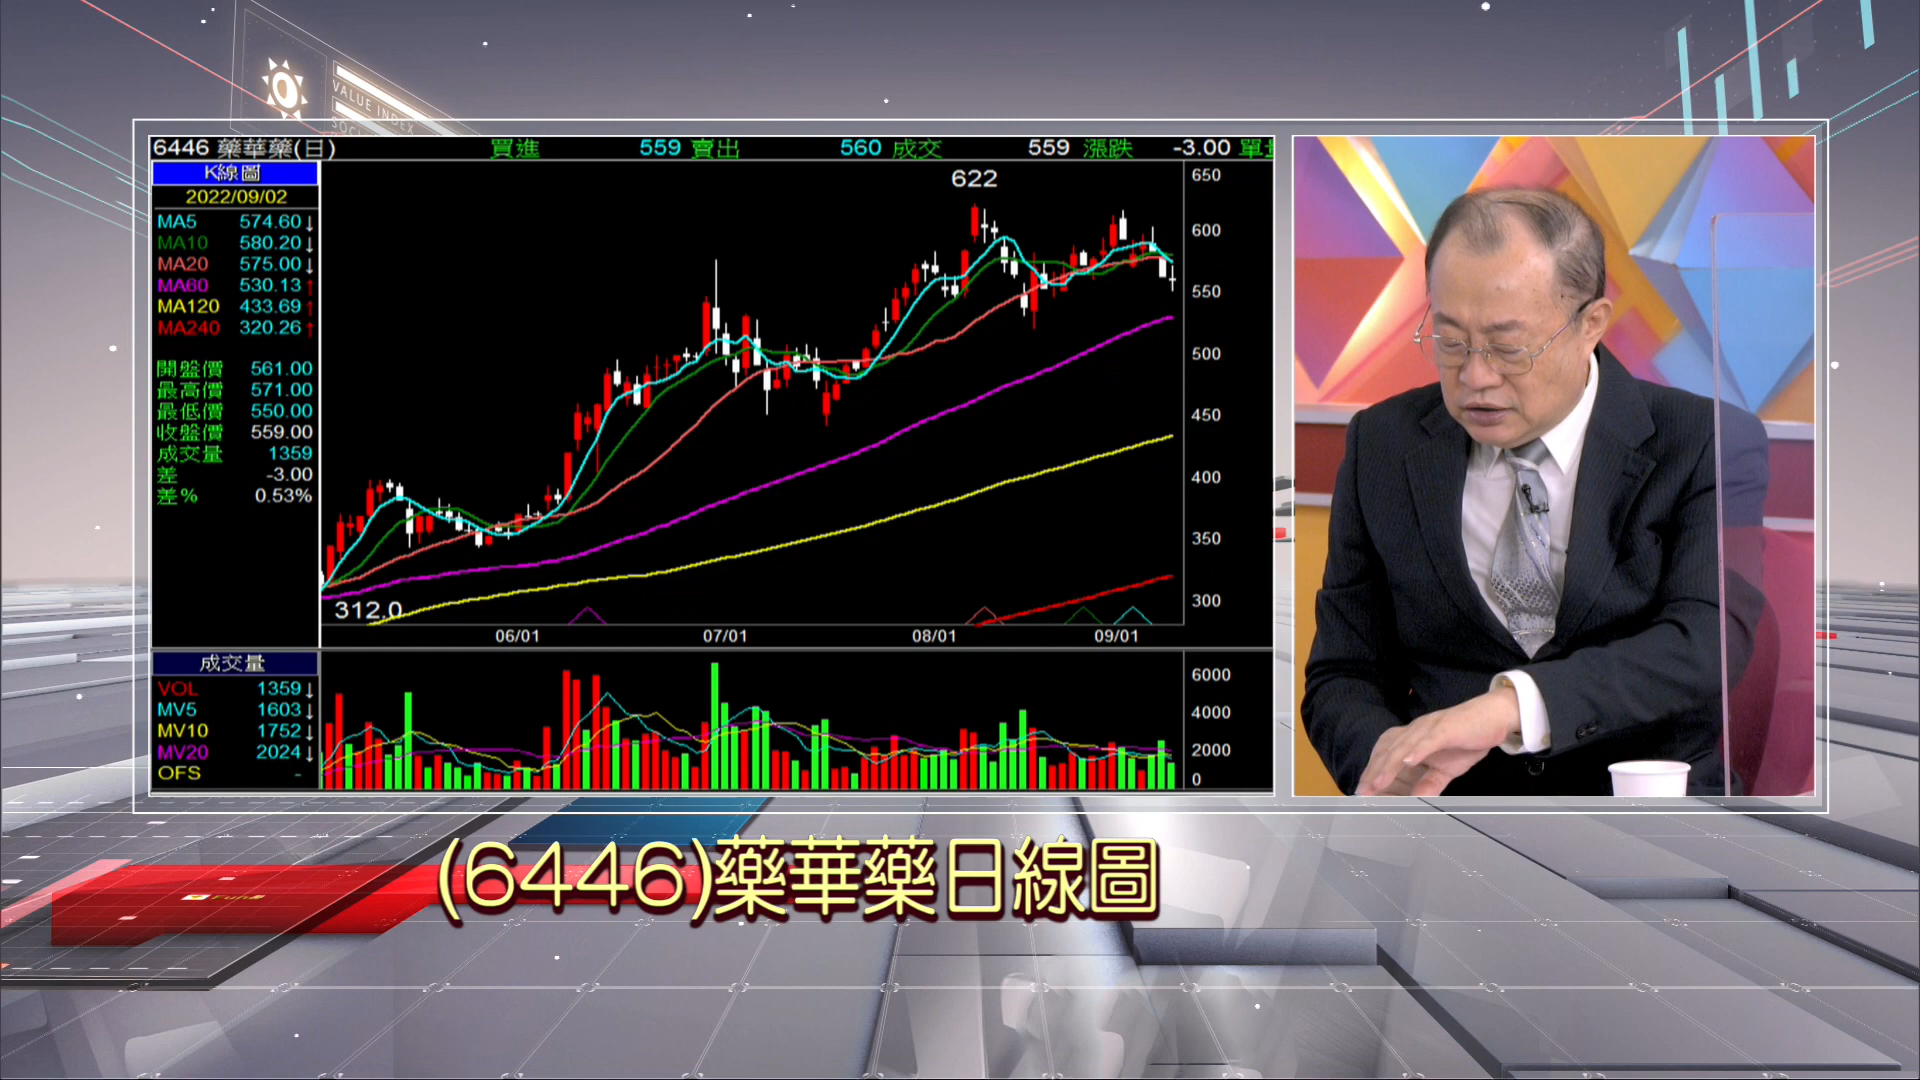 VALUE INDEX
6446 藥華藥(日) 買進 559 賣出 560 成交 559 漲跌 -3.00
K線圖
2022/09/02
MA5 574.60↓
MA10 580.20↓
MA20 575.00↓
MA60 530.13↑
MA120 433.69↑
MA240 320.26↑
開盤價 561.00
最高價 571.00
最低價 550.00
收盤價 559.00
成交量 1359
差 -3.00
差% 0.53%
622
312.0
650
600
550
500
450
400
350
300
06/01 07/01 08/01 09/01
成交量
VOL 1359↓
MV5 1603↓
MV10 1752↓
MV20 2024↓
OFS -
6000
4000
2000
0
(6446)藥華藥日線圖